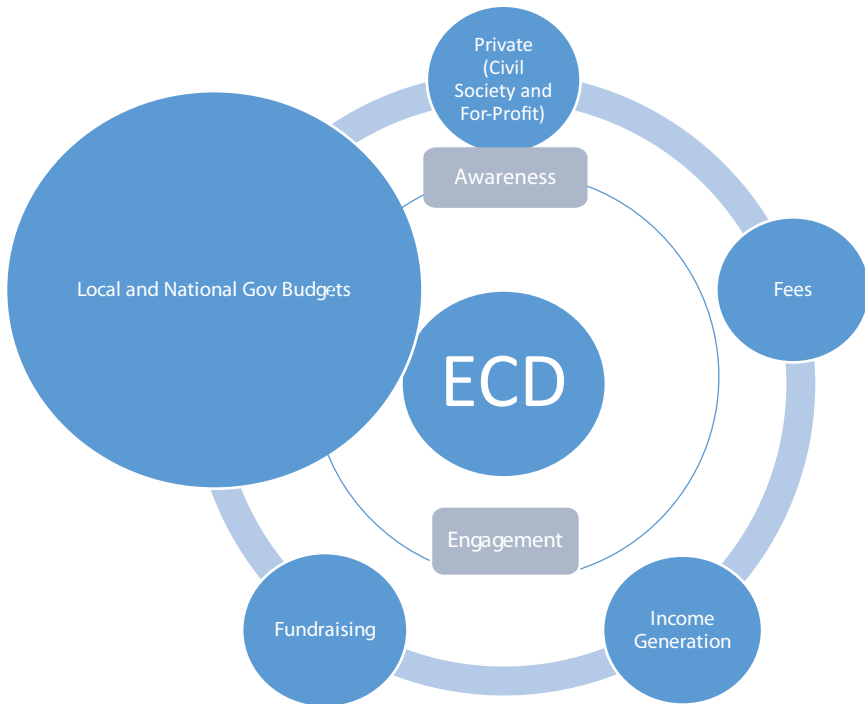 Private
(Civil
Society and
For-Profit)
Awareness
Local and National Gov Budgets
Fees
ECD
Engagement
Fundraising
Income
Generation